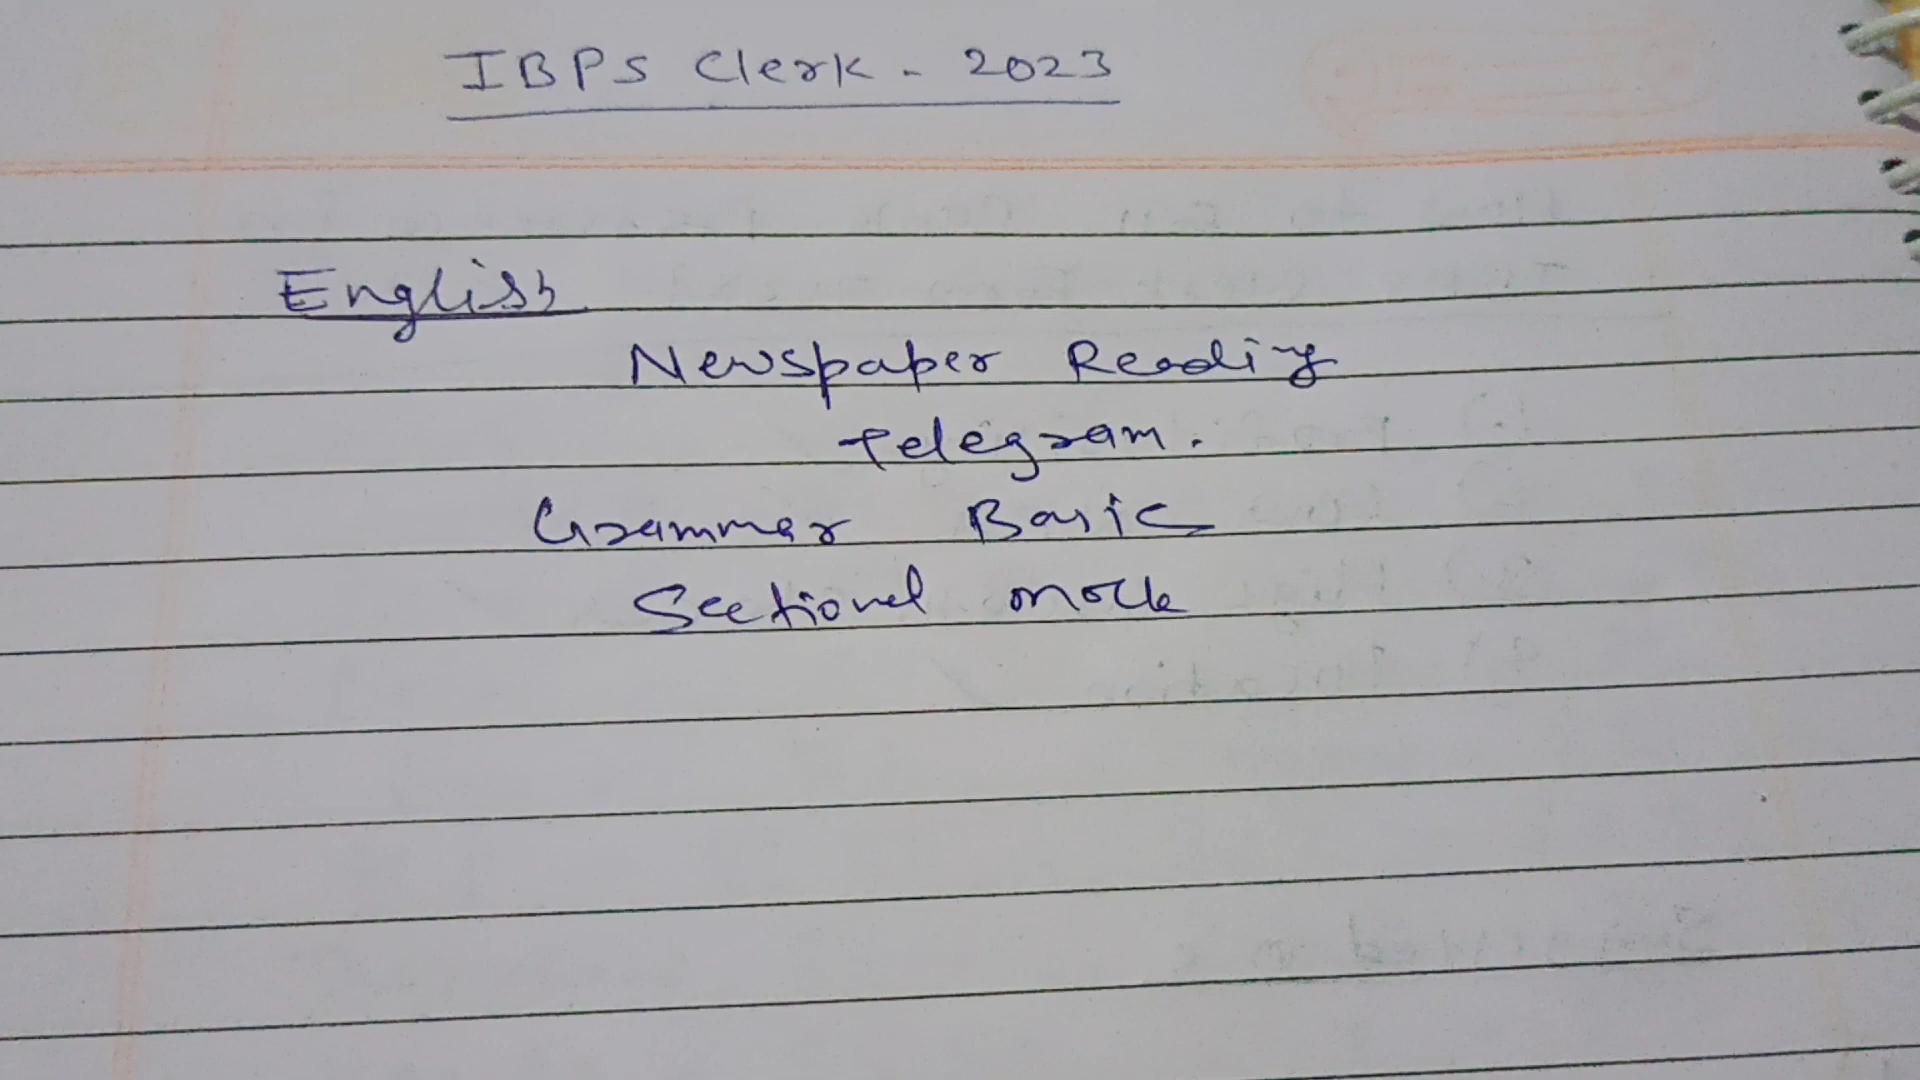 IBPS Clerk - 2023
English
Newspaper Reading
Telegram.
Grammar Basic
Sectional mock